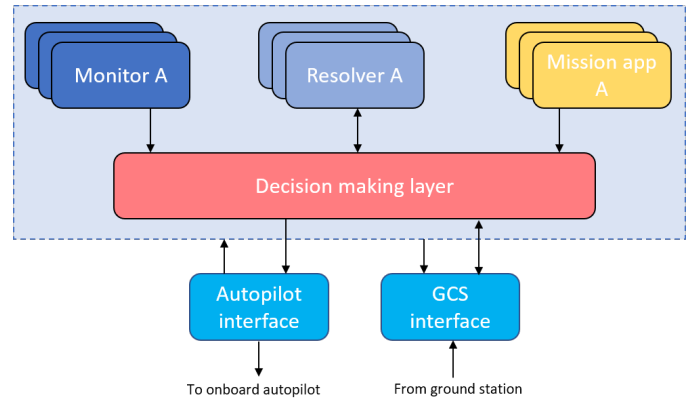 Monitor A
Resolver A
Mission app
A
Decision making layer
Autopilot
interface
GCS
interface
To onboard autopilot
From ground station